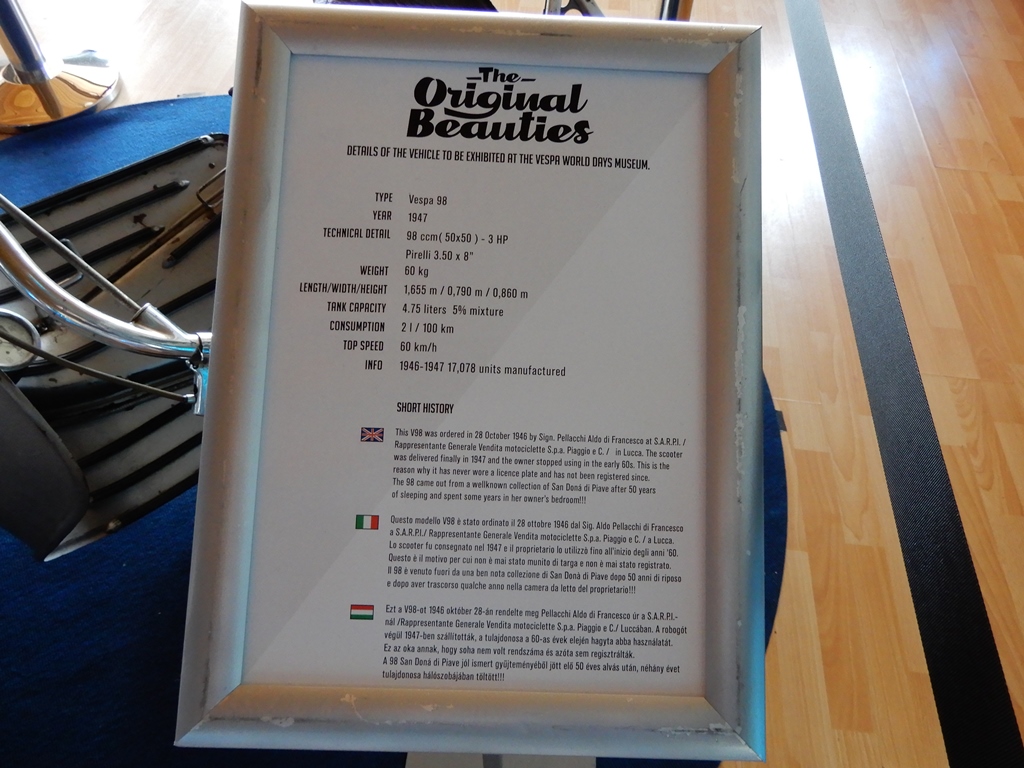 The
Original
Beauties
DETAILS OF THE VEHICLE TO BE EXHIBITED AT THE VESPA WORLD DAYS MUSEUM.
TYPE Vespa 98
YEAR 1947
TECHNICAL DETAIL 98 ccm( 50x50 ) - 3 HP
Pirelli 3.50 x 8"
WEIGHT 60 kg
LENGTH/WIDTH/HEIGHT 1,655 m / 0,790 m / 0,860 m
TANK CAPACITY 4.75 liters 5% mixture
CONSUMPTION 2 l / 100 km
TOP SPEED 60 km/h
INFO 1946-1947 17,078 units manufactured
SHORT HISTORY
This V98 was ordered in 28 October 1946 by Sign. Pellacchi Aldo di Francesco at S.A.R.P.I. /
Rappresentante Generale Vendita motociclette S.p.a. Piaggio e C. / in Lucca. The scooter
was delivered finally in 1947 and the owner stopped using in the early 60s. This is the
reason why it has never wore a licence plate and has not been registered since.
The 98 came out from a wellknown collection of San Doná di Piave after 50 years
of sleeping and spent some years in her owner's bedroom!!!
Questo modello V98 è stato ordinato il 28 ottobre 1946 dal Sig. Aldo Pellacchi di Francesco
a S.A.R.P.I./ Rappresentante Generale Vendita motociclette S.p.a. Piaggio e C. / a Lucca.
Lo scooter fu consegnato nel 1947 e il proprietario lo utilizzò fino all'inizio degli anni '60.
Questo è il motivo per cui non è mai stato munito di targa e non è mai stato registrato.
Il 98 è venuto fuori da una ben nota collezione di San Doná di Piave dopo 50 anni di riposo
e dopo aver trascorso qualche anno nella camera da letto del proprietario!!!
Ezt a V98-ot 1946 október 28-án rendelte meg Pellacchi Aldo di Francesco úr a S.A.R.P.I.-
nál /Rappresentante Generale Vendita motociclette S.p.a. Piaggio e C./ Luccában. A robogót
végül 1947-ben szállították, a tulajdonosa a 60-as évek elején hagyta abba használatát.
Ez az oka annak, hogy soha nem volt rendszáma és azóta sem regisztrálták.
A 98 San Doná di Piave jól ismert gyűjteményéből jött elő 50 éves alvás után, néhány évet
tulajdonosa hálószobájában töltött!!!